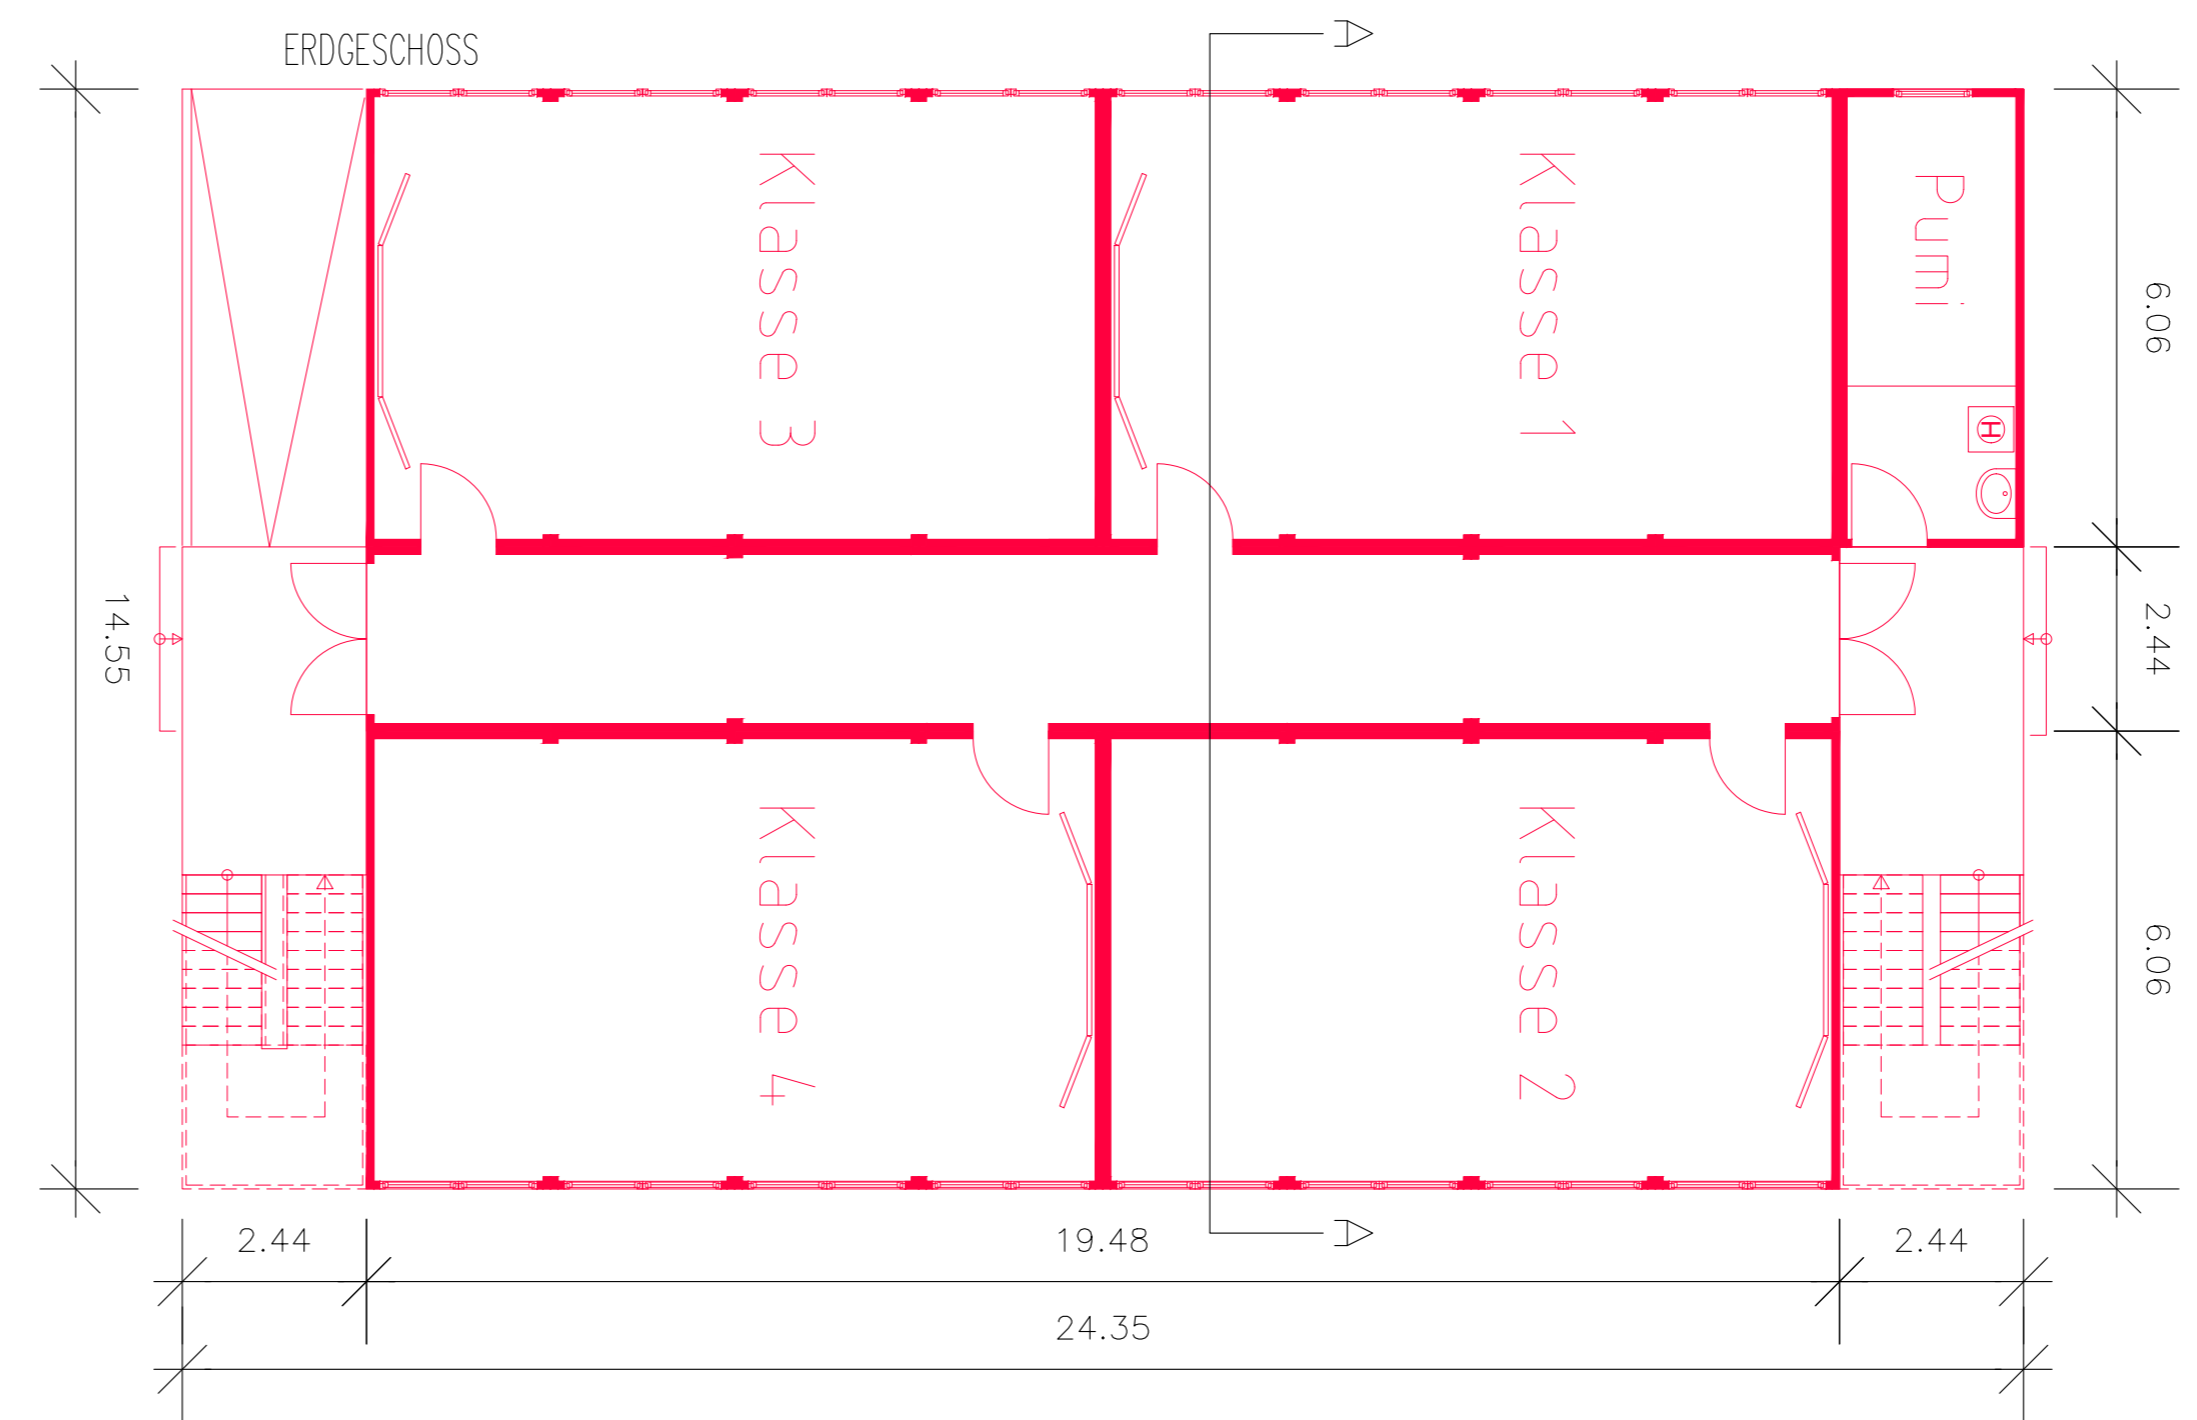 ERDGESCHOSS
A
Klasse 3
Klasse 1
Pumi
H
6.06
14.55
2.44
Klasse 4
Klasse 2
6.06
A
2.44
19.48
2.44
24.35